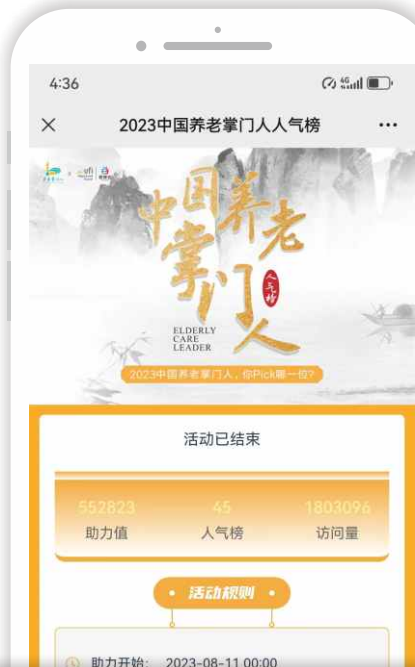 4:36
4G
2023中国养老掌门人人气榜
ufi
中国养老
掌门人
人气榜
ELDERLY
CARE
LEADER
2023中国养老掌门人，你Pick哪一位?
活动已结束
552823 45 1803096
助力值 人气榜 访问量
活动规则
助力开始: 2023-08-11 00:00